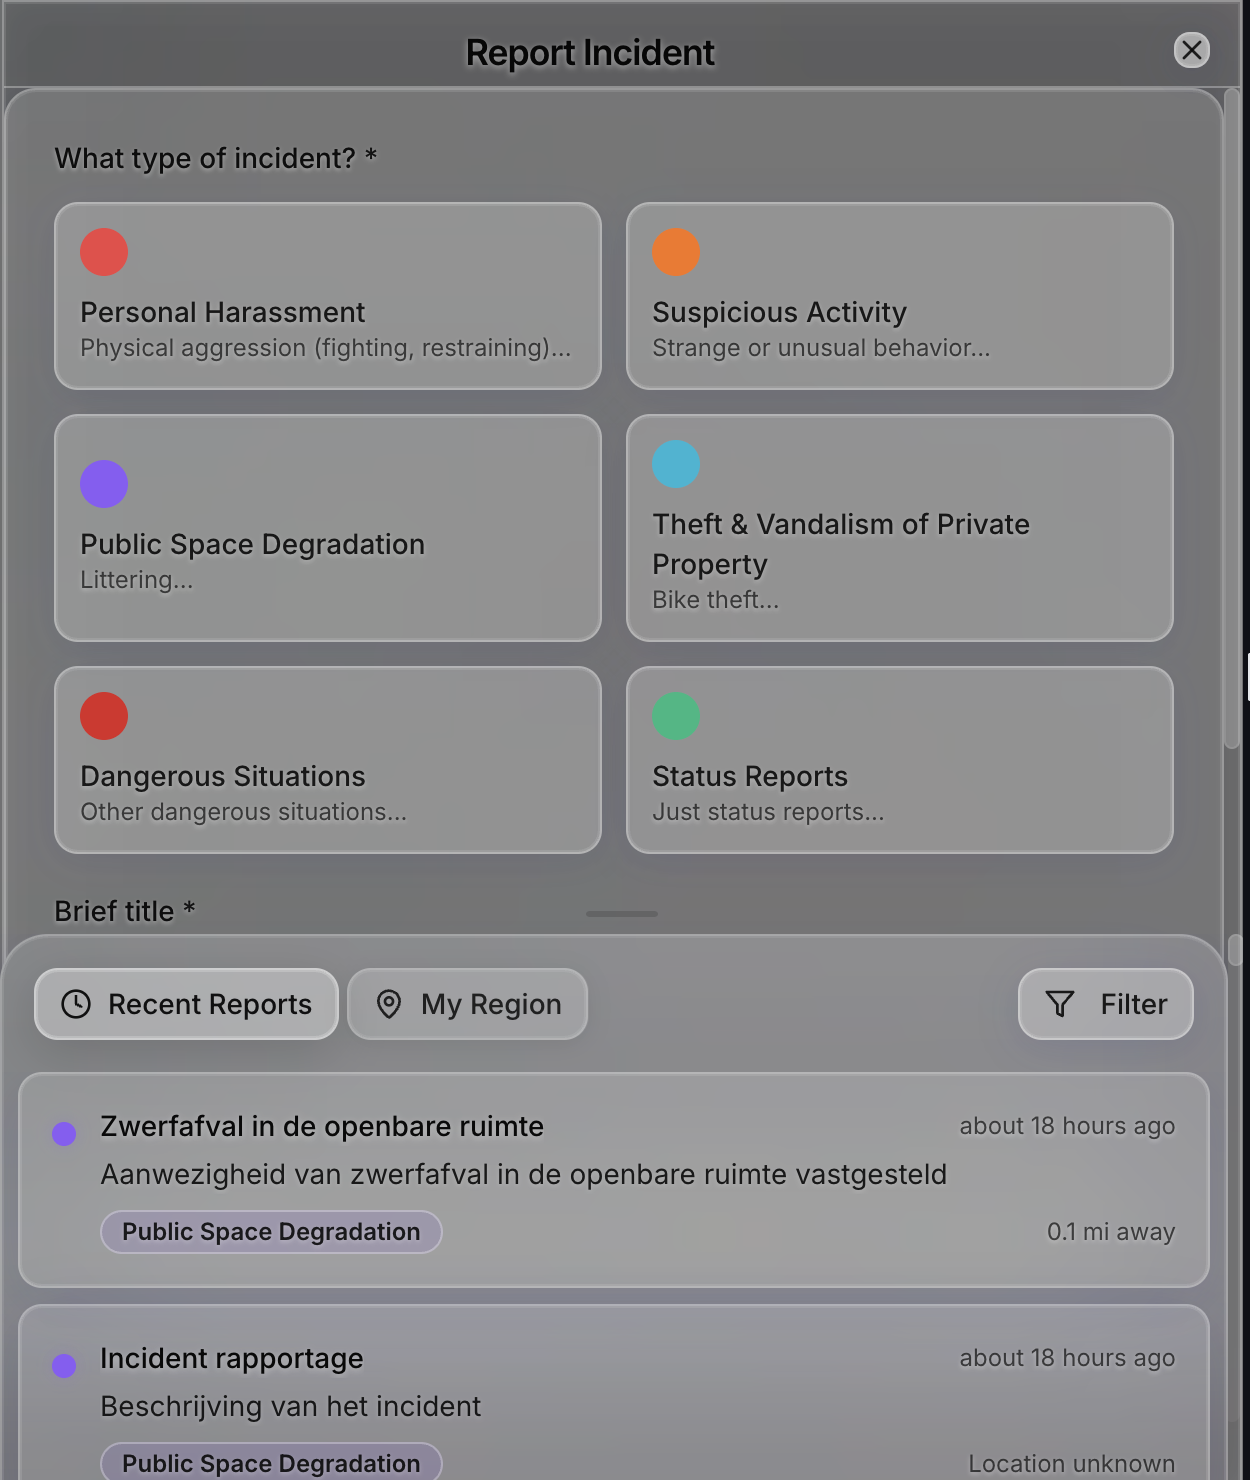 Report Incident
What type of incident? *
Personal Harassment
Physical aggression (fighting, restraining)...
Suspicious Activity
Strange or unusual behavior...
Public Space Degradation
Littering...
Theft & Vandalism of Private
Property
Bike theft...
Dangerous Situations
Other dangerous situations...
Status Reports
Just status reports...
Brief title *
Recent Reports
My Region
Filter
Zwerfafval in de openbare ruimte
about 18 hours ago
Aanwezigheid van zwerfafval in de openbare ruimte vastgesteld
Public Space Degradation
0.1 mi away
Incident rapportage
about 18 hours ago
Beschrijving van het incident
Public Space Degradation
Location unknown